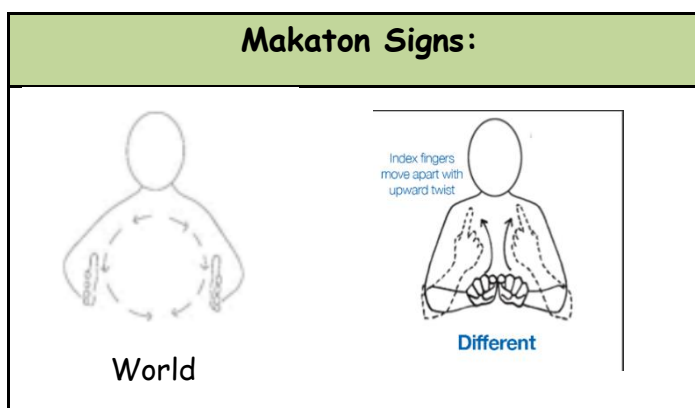 Makaton Signs:
Index fingers
move apart with
upward twist
Different
World